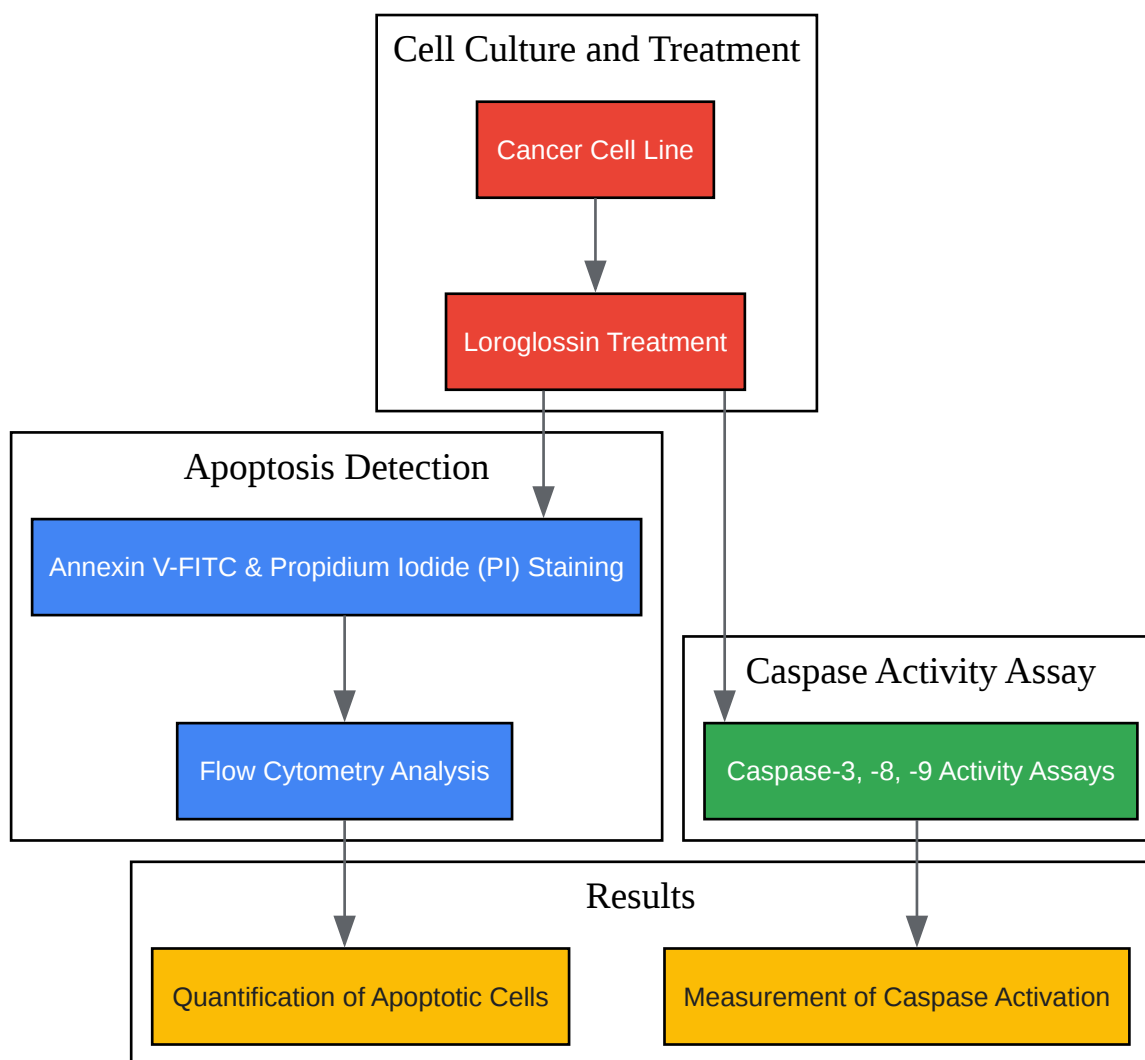 Cell Culture and Treatment
Cancer Cell Line
Loroglossin Treatment
Apoptosis Detection
Annexin V-FITC & Propidium Iodide (PI) Staining
Flow Cytometry Analysis
Caspase Activity Assay
Caspase-3, -8, -9 Activity Assays
Results
Quantification of Apoptotic Cells
Measurement of Caspase Activation